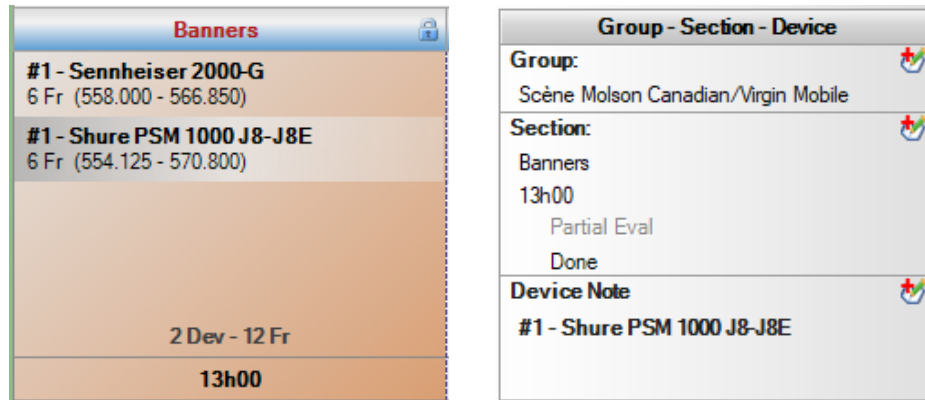 Banners
#1 - Sennheiser 2000-G
6 Fr (558.000 - 566.850)
#1 - Shure PSM 1000 J8-J8E
6 Fr (554.125 - 570.800)
2 Dev - 12 Fr
13h00
Group - Section - Device
Group:
Scène Molson Canadian/Virgin Mobile
Section:
Banners
13h00
Partial Eval
Done
Device Note
#1 - Shure PSM 1000 J8-J8E